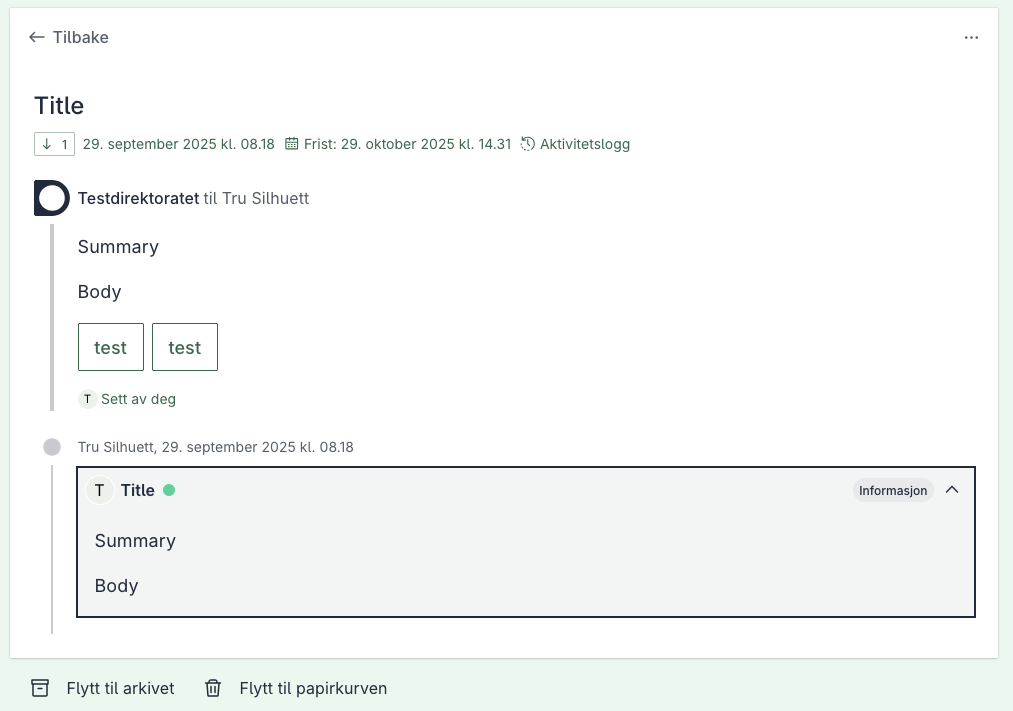 Tilbake
Title
1 29. september 2025 kl. 08.18 Frist: 29. oktober 2025 kl. 14.31 Aktivitetslogg
Testdirektoratet til Tru Silhuett
Summary
Body
test test
T Sett av deg
Tru Silhuett, 29. september 2025 kl. 08.18
T Title Informasjon
Summary
Body
Flytt til arkivet Flytt til papirkurven